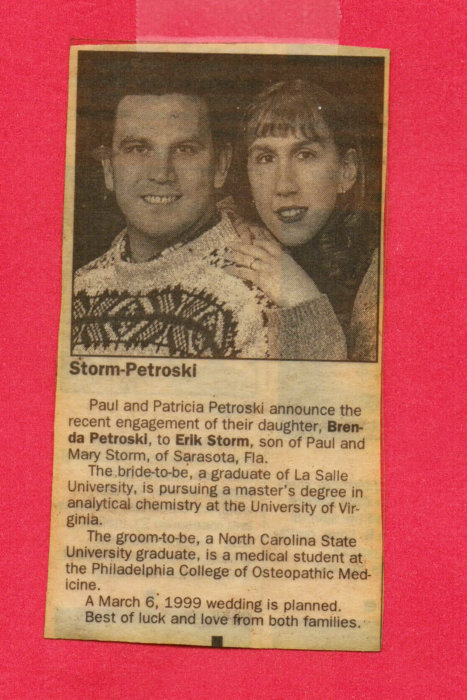 Storm-Petroski
Paul and Patricia Petroski announce the
recent engagement of their daughter, Bren-
da Petroski, to Erik Storm, son of Paul and
Mary Storm, of Sarasota, Fla.
The bride-to-be, a graduate of La Salle
University, is pursuing a master's degree in
analytical chemistry at the University of Vir-
ginia.
The groom-to-be, a North Carolina State
University graduate, is a medical student at
the Philadelphia College of Osteopathic Med-
icine.
A March 6, 1999 wedding is planned.
Best of luck and love from both families.